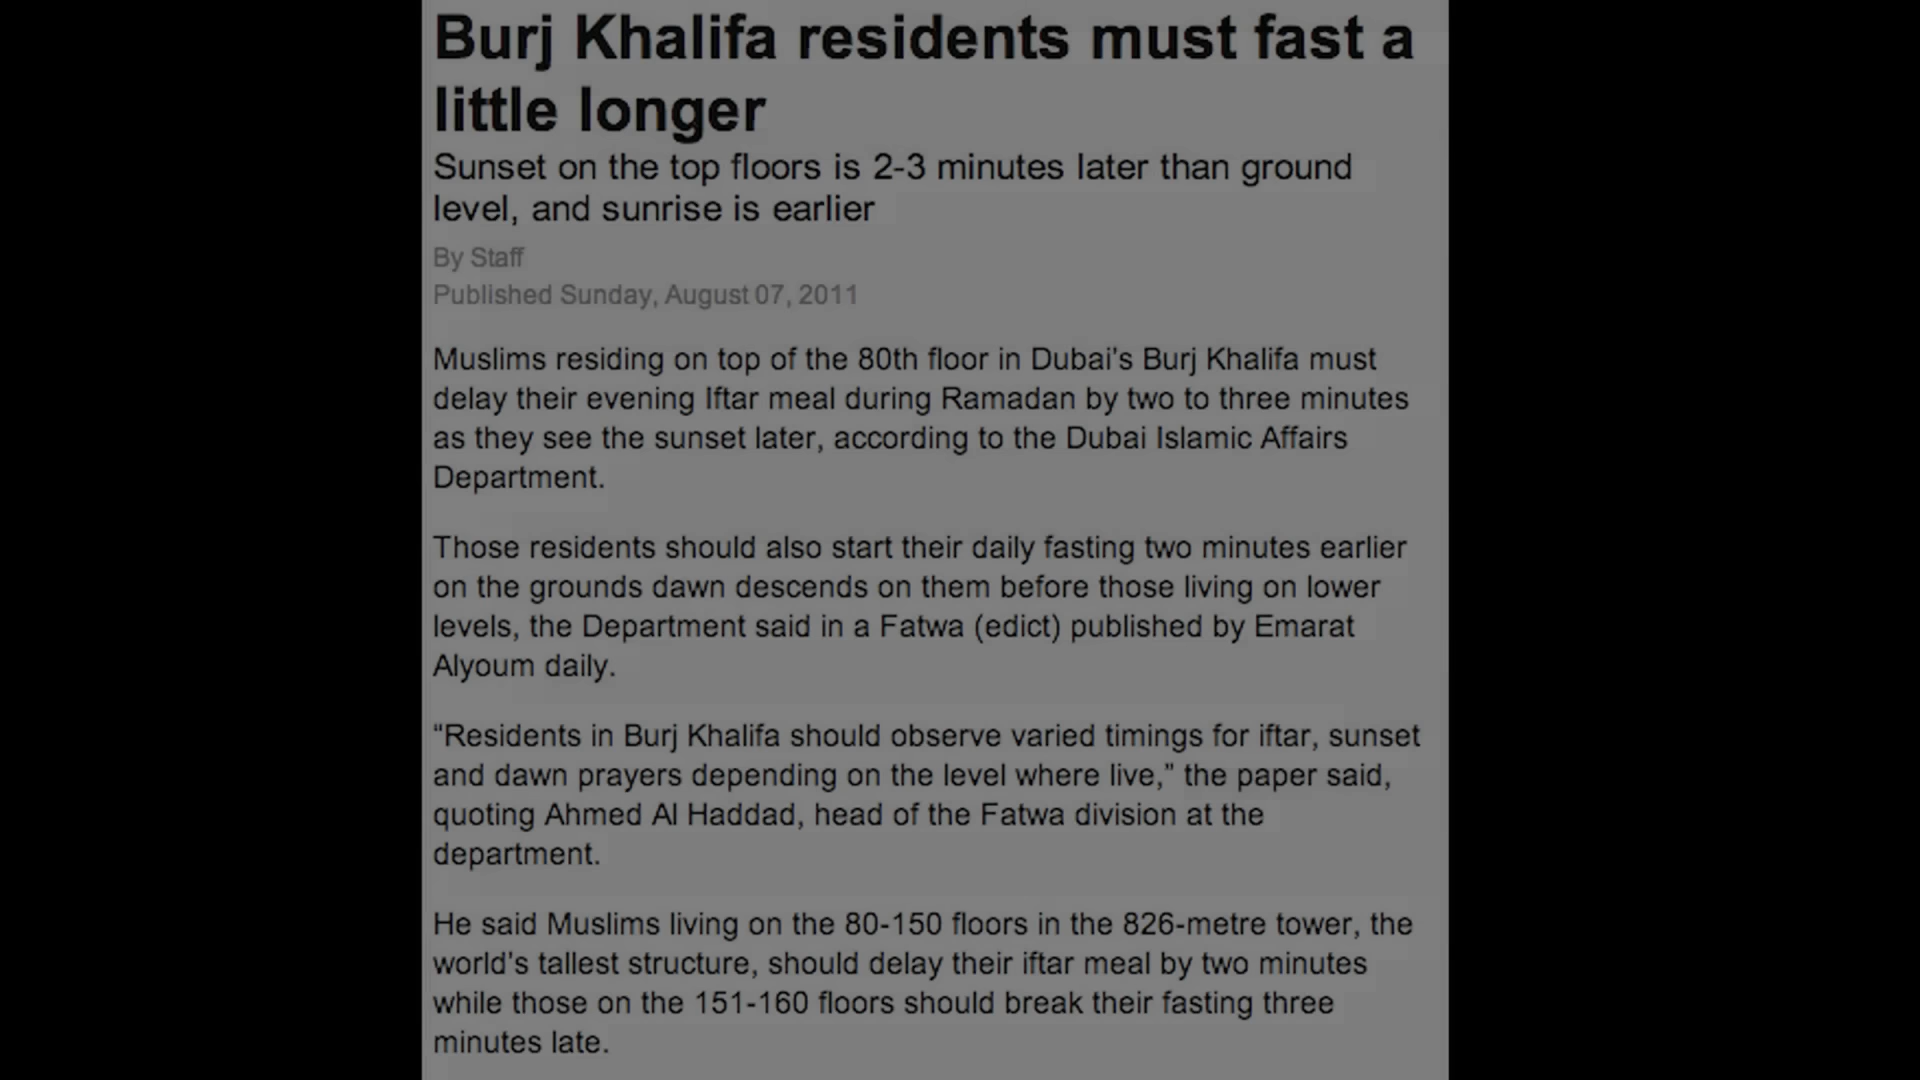 Burj Khalifa residents must fast a
little longer
Sunset on the top floors is 2-3 minutes later than ground
level, and sunrise is earlier
By Staff
Published Sunday, August 07, 2011
Muslims residing on top of the 80th floor in Dubai's Burj Khalifa must
delay their evening Iftar meal during Ramadan by two to three minutes
as they see the sunset later, according to the Dubai Islamic Affairs
Department.
Those residents should also start their daily fasting two minutes earlier
on the grounds dawn descends on them before those living on lower
levels, the Department said in a Fatwa (edict) published by Emarat
Alyoum daily.
“Residents in Burj Khalifa should observe varied timings for iftar, sunset
and dawn prayers depending on the level where live,” the paper said,
quoting Ahmed Al Haddad, head of the Fatwa division at the
department.
He said Muslims living on the 80-150 floors in the 826-metre tower, the
world's tallest structure, should delay their iftar meal by two minutes
while those on the 151-160 floors should break their fasting three
minutes late.